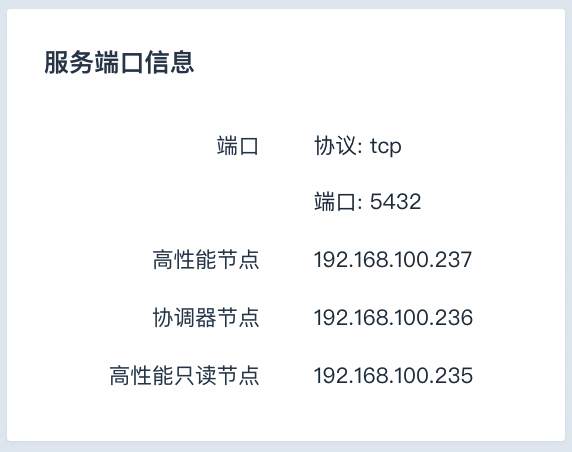 服务端口信息
端口 协议: tcp
端口: 5432
高性能节点 192.168.100.237
协调器节点 192.168.100.236
高性能只读节点 192.168.100.235